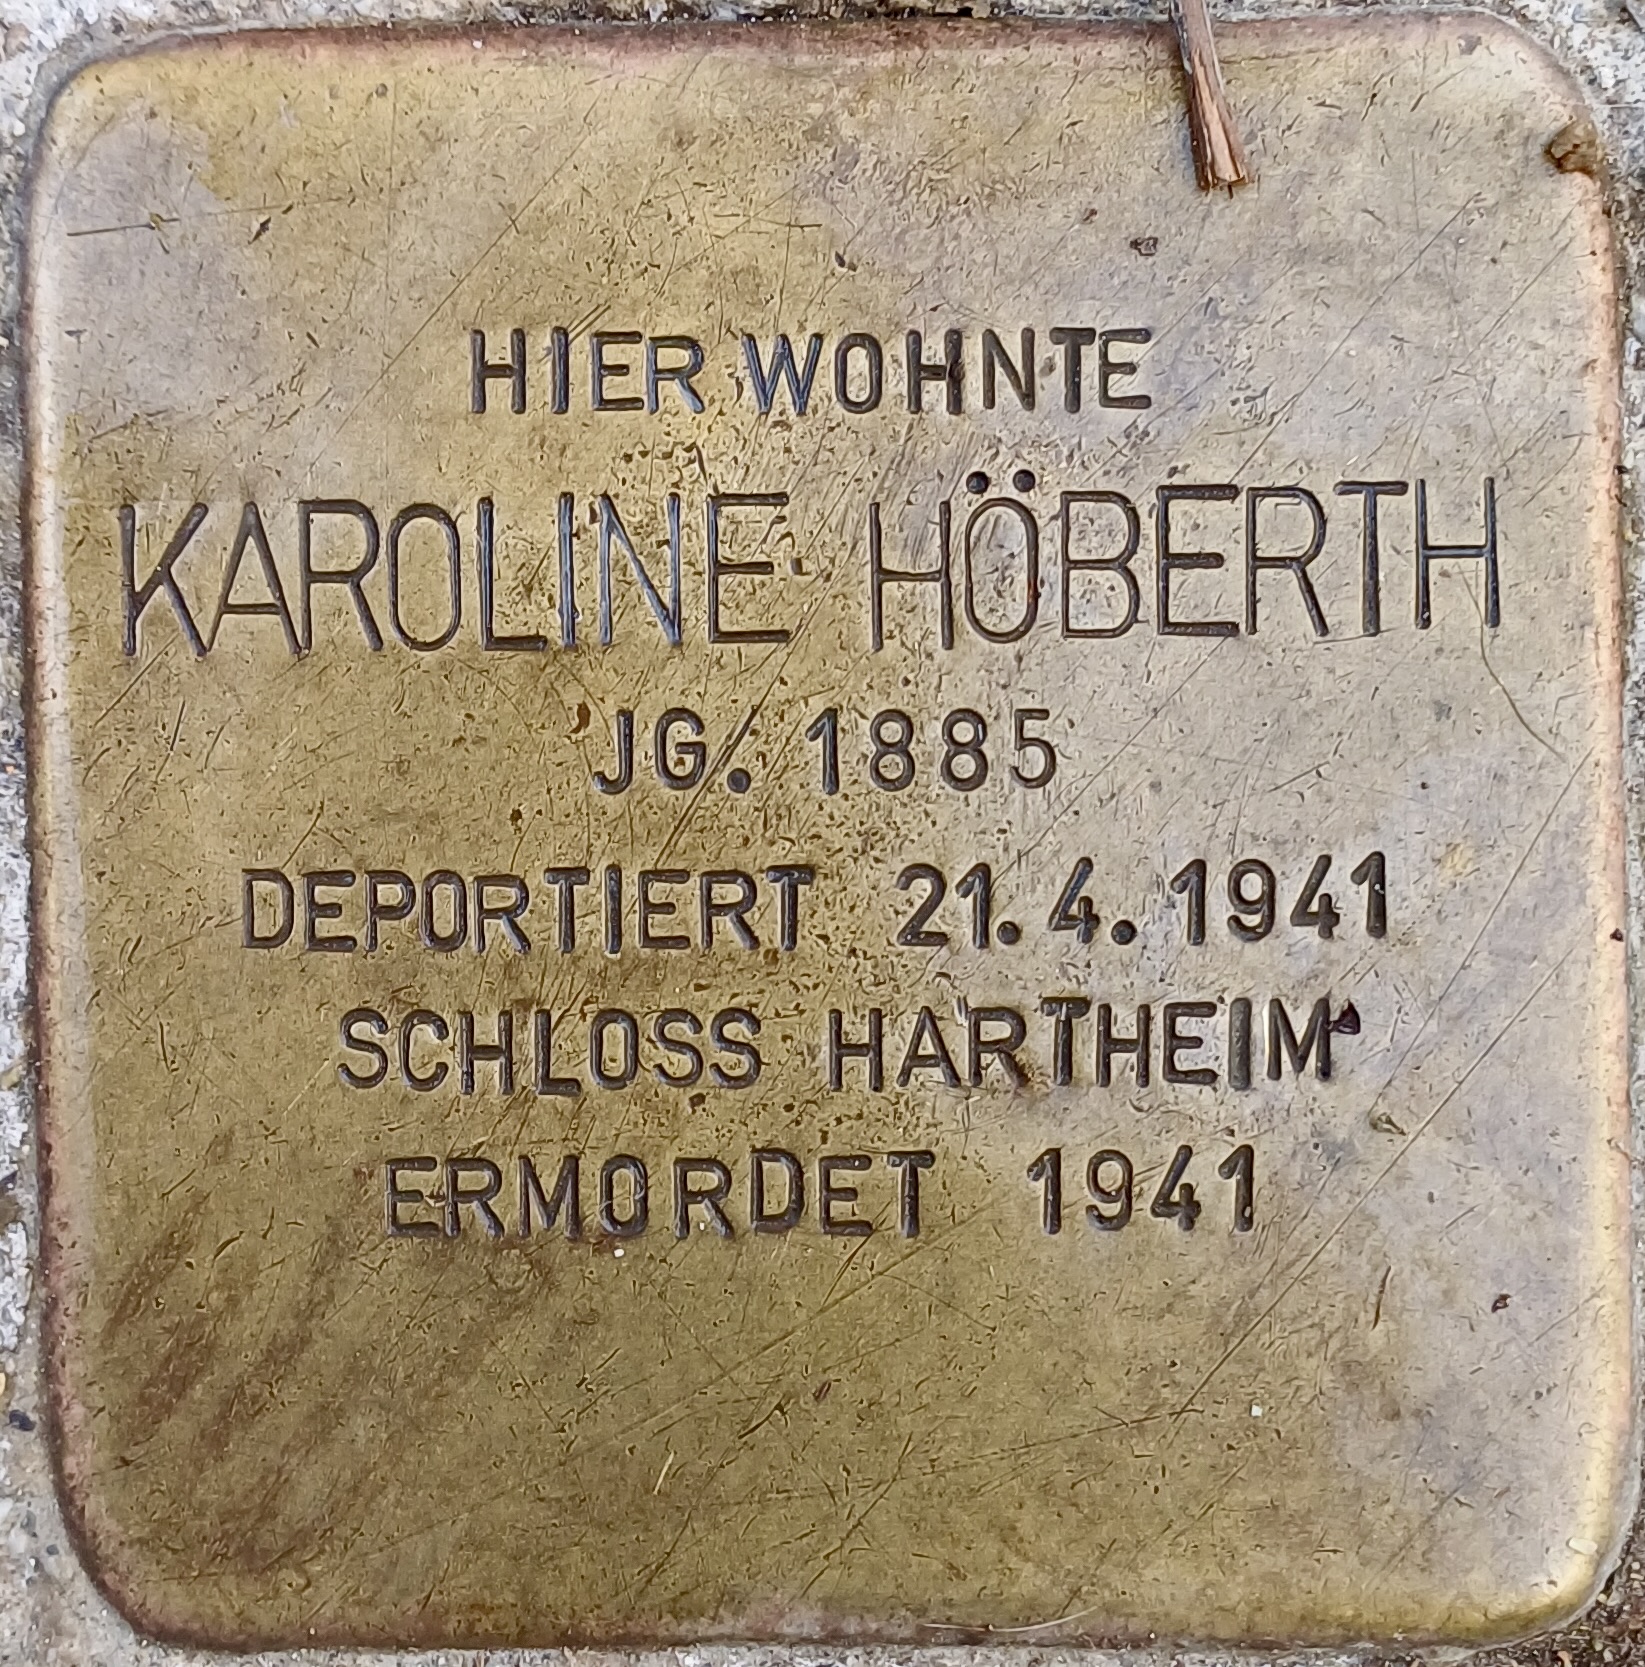 HIER WOHNTE
KAROLINE HÖBERTH
JG. 1885
DEPORTIERT 21.4.1941
SCHLOSS HARTHEIM
ERMORDET 1941